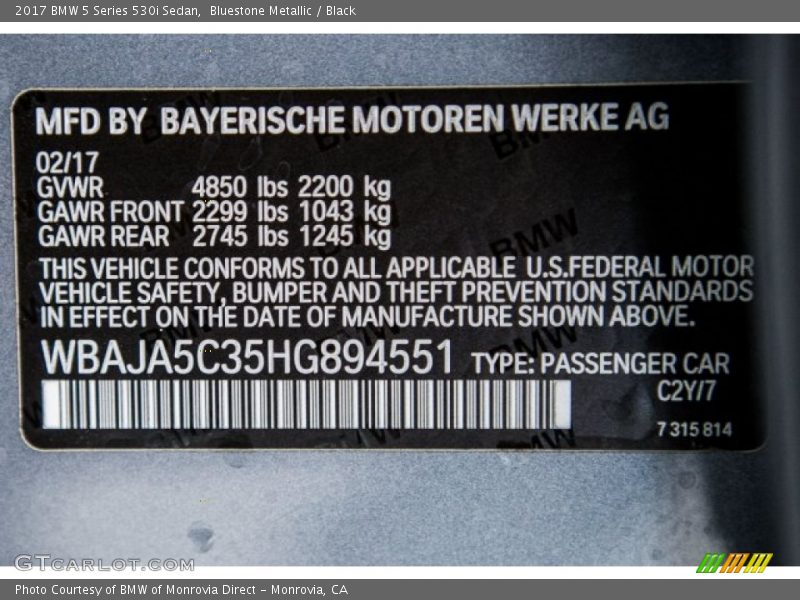 2017 BMW 5 Series 530i Sedan,  Bluestone Metallic / Black
MFD BY BAYERISCHE MOTOREN WERKE AG
02/17
GVWR 4850 lbs 2200 kg
GAWR FRONT 2299 lbs 1043 kg
GAWR REAR 2745 lbs 1245 kg
THIS VEHICLE CONFORMS TO ALL APPLICABLE U.S.FEDERAL MOTOR
VEHICLE SAFETY, BUMPER AND THEFT PREVENTION STANDARDS
IN EFFECT ON THE DATE OF MANUFACTURE SHOWN ABOVE.
WBAJA5C35HG894551 TYPE: PASSENGER CAR
C2Y/7
7 315 814
GTCARLOT.COM
Photo Courtesy of BMW of Monrovia Direct - Monrovia, CA